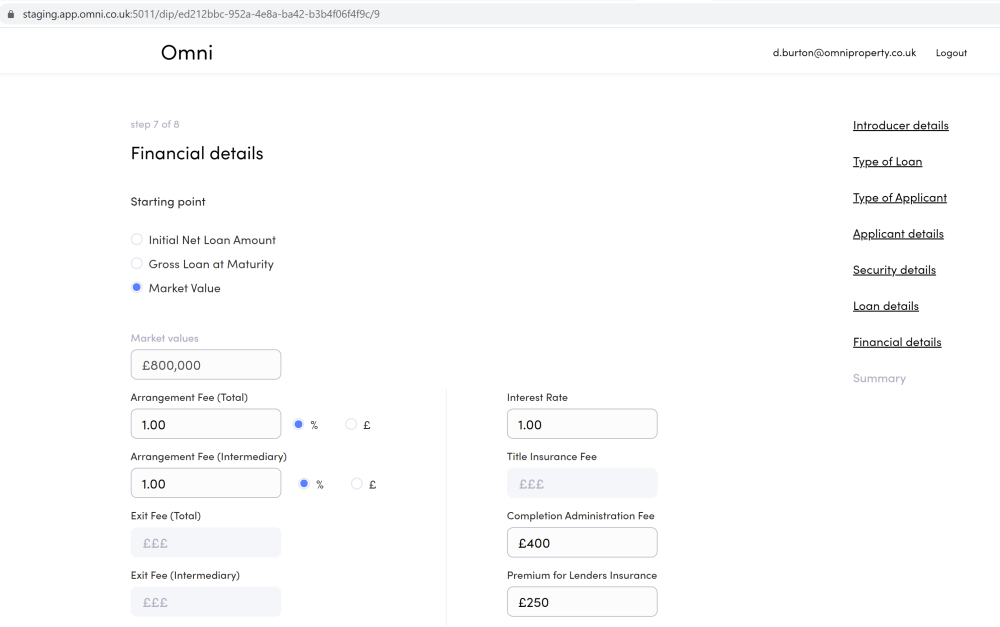 staging.app.omni.co.uk:5011/dip/ed212bbc-952a-4e8a-ba42-b3b4f06f4f9c/9
Omni
d.burton@omniproperty.co.uk Logout
step 7 of 8
Financial details
Starting point
Initial Net Loan Amount
Gross Loan at Maturity
Market Value
Market values
£800,000
Arrangement Fee (Total)
1.00 % £
Arrangement Fee (Intermediary)
1.00 % £
Exit Fee (Total)
£££
Exit Fee (Intermediary)
£££
Interest Rate
1.00
Title Insurance Fee
£££
Completion Administration Fee
£400
Premium for Lenders Insurance
£250
Introducer details
Type of Loan
Type of Applicant
Applicant details
Security details
Loan details
Financial details
Summary